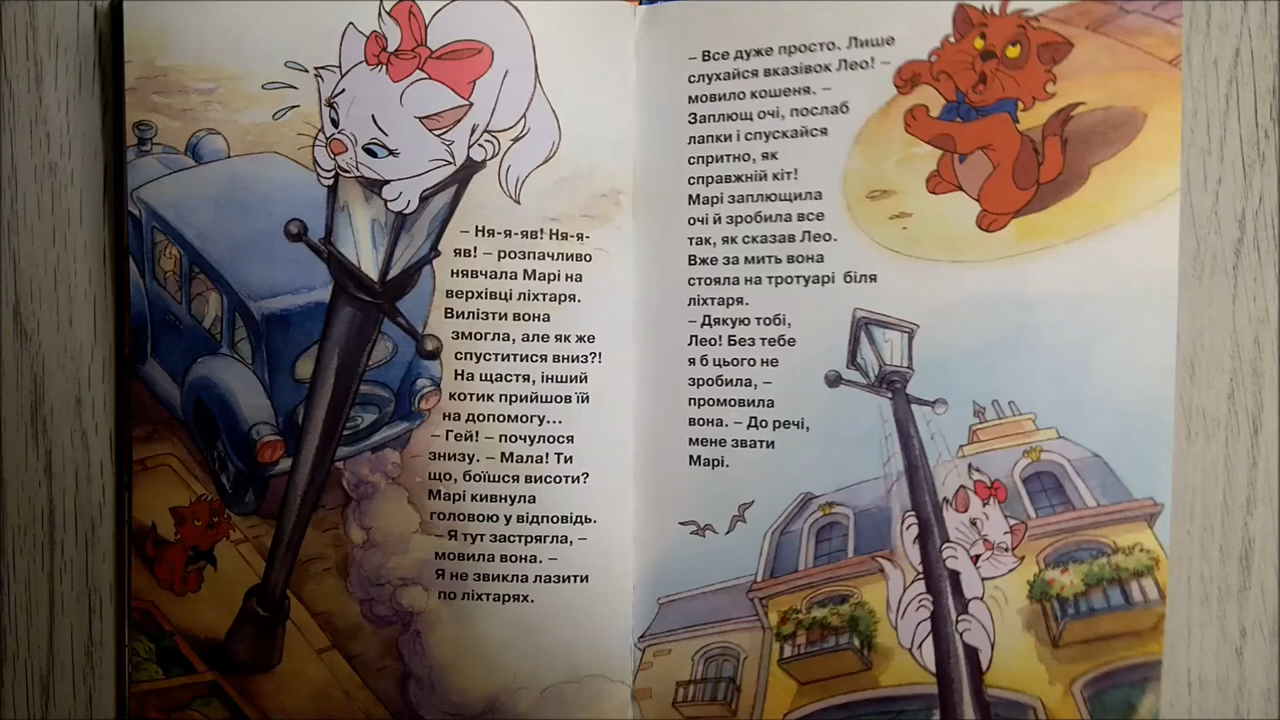 – Ня-я-яв! Ня-я-
яв! – розпачливо
нявчала Марі на
верхівці ліхтаря.
Вилізти вона
змогла, але як же
спуститися вниз?!
На щастя, інший
котик прийшов їй
на допомогу...
– Гей! – почулося
знизу. – Мала! Ти
що, боїшся висоти?
Марі кивнула
головою у відповідь.
– Я тут застрягла, –
мовила вона. –
Я не звикла лазити
по ліхтарях.
– Все дуже просто. Лише
слухайся вказівок Лео! –
мовило кошеня. –
Заплющ очі, послаб
лапки і спускайся
спритно, як
справжній кіт!
Марі заплющила
очі й зробила все
так, як сказав Лео.
Вже за мить вона
стояла на тротуарі біля
ліхтаря.
– Дякую тобі,
Лео! Без тебе
я б цього не
зробила, –
промовила
вона. – До речі,
мене звати
Марі.